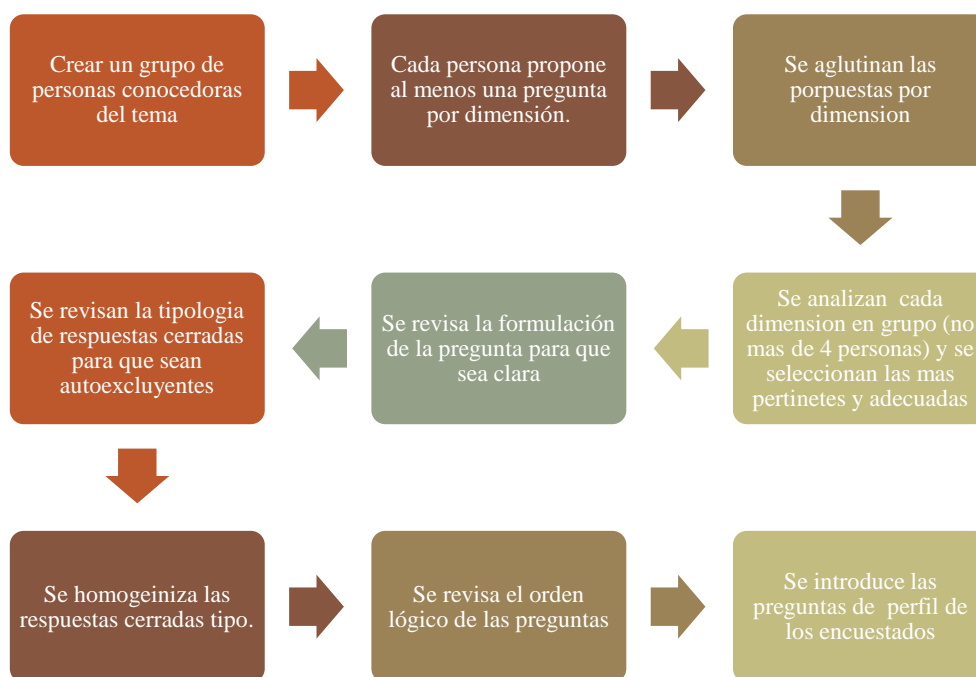 Crear un grupo de
personas conocedoras
del tema
Cada persona propone
al menos una pregunta
por dimensión.
Se aglutinan las
porpuestas por
dimension
Se analizan cada
dimension en grupo (no
mas de 4 personas) y se
seleccionan las mas
pertinetes y adecuadas
Se revisa la formulación
de la pregunta para que
sea clara
Se revisan la tipologia
de respuestas cerradas
para que sean
autoexcluyentes
Se homogeiniza las
respuestas cerradas tipo.
Se revisa el orden
lógico de las preguntas
Se introduce las
preguntas de perfil de
los encuestados